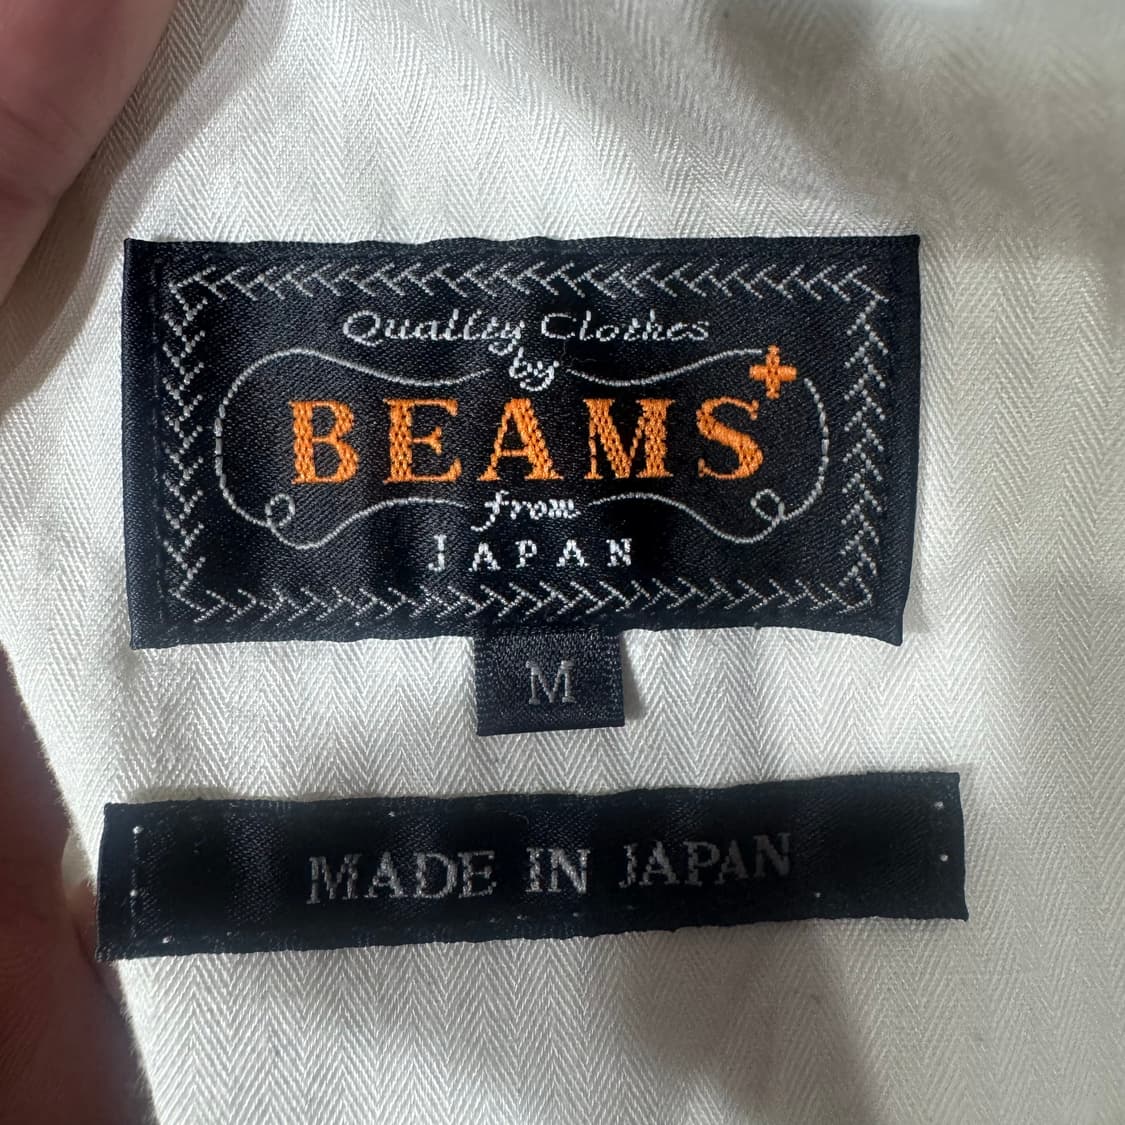 Quality Clothes
by
BEAMS+
from
JAPAN
M
MADE IN JAPAN